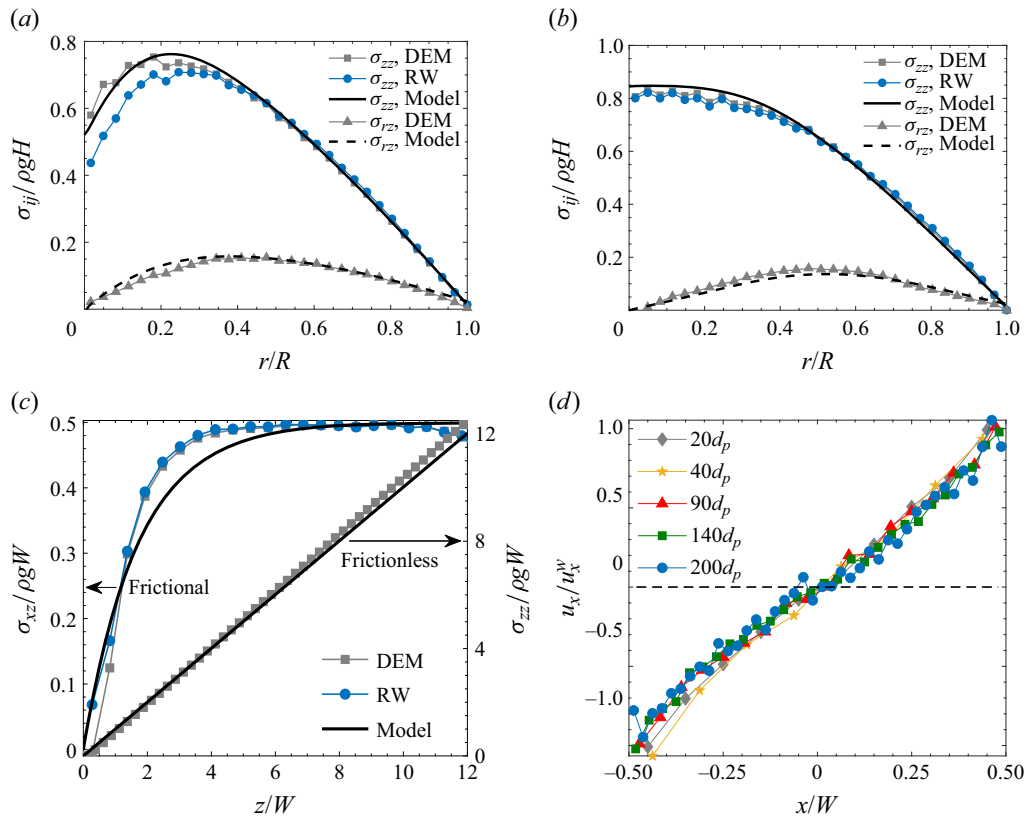 (a)
0.8
0.6
0.4
0.2
0
σij/ρgH
σzz, DEM
σzz, RW
σzz, Model
σrz, DEM
σrz, Model
0 0.2 0.4 0.6 0.8 1.0
r/R
(b)
1.0
0.8
0.6
0.4
0.2
0
σij/ρgH
σzz, DEM
σzz, RW
σzz, Model
σrz, DEM
σrz, Model
0 0.2 0.4 0.6 0.8 1.0
r/R
(c)
0.5
0.4
0.3
0.2
0.1
0
σxz/ρgW
Frictional
Frictionless
DEM
RW
Model
12
8
4
0
σzz/ρgW
0 2 4 6 8 10 12
z/W
(d)
1.0
0.5
0
−0.5
−1.0
ux/uxw
20dp
40dp
90dp
140dp
200dp
−0.50 −0.25 0 0.25 0.50
x/W